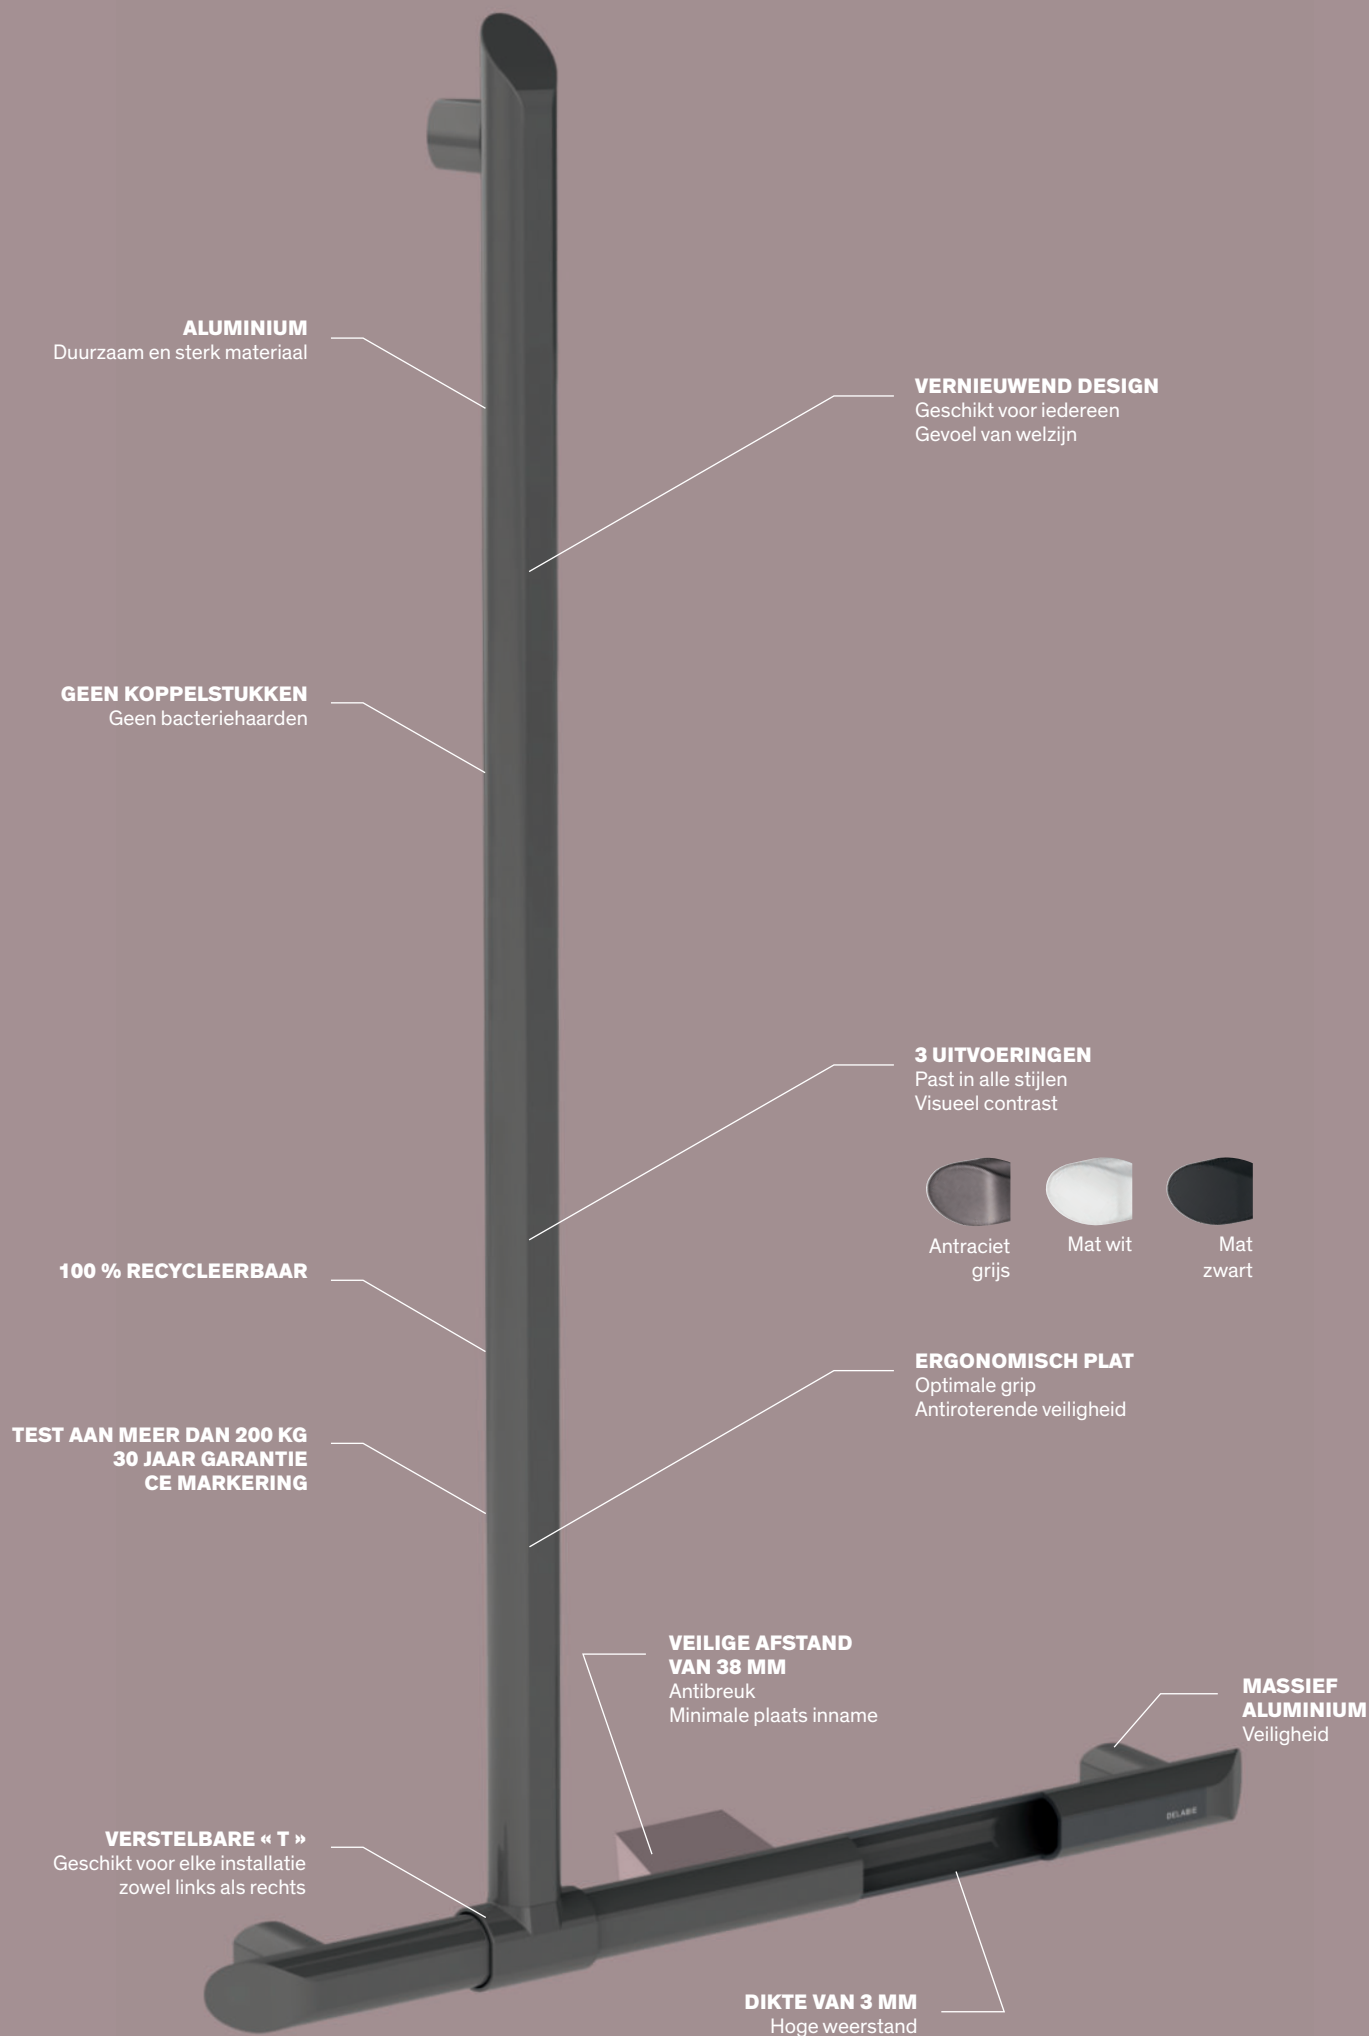 ALUMINIUM
Duurzaam en sterk materiaal
VERNIEUWEND DESIGN
Geschikt voor iedereen
Gevoel van welzijn
GEEN KOPPELSTUKKEN
Geen bacteriehaarden
3 UITVOERINGEN
Past in alle stijlen
Visueel contrast
Antraciet
grijs
Mat wit
Mat
zwart
100 % RECYCLEERBAAR
ERGONOMISCH PLAT
Optimale grip
Antiroterende veiligheid
TEST AAN MEER DAN 200 KG
30 JAAR GARANTIE
CE MARKERING
VEILIGE AFSTAND
VAN 38 MM
Antibreuk
Minimale plaats inname
MASSIEF
ALUMINIUM
Veiligheid
DELABIE
VERSTELBARE « T »
Geschikt voor elke installatie
zowel links als rechts
DIKTE VAN 3 MM
Hoge weerstand